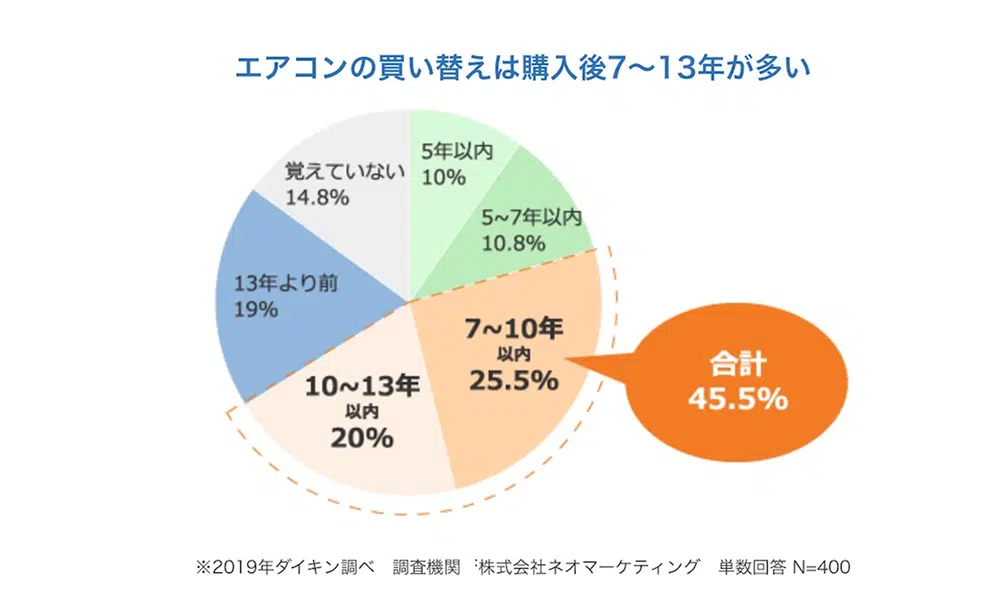 エアコンの買い替えは購入後7〜13年が多い
5年以内
10%
5~7年以内
10.8%
7~10年
以内
25.5%
合計
45.5%
10~13年
以内
20%
13年より前
19%
覚えていない
14.8%
※2019年ダイキン調べ　調査機関：株式会社ネオマーケティング　単数回答 N=400